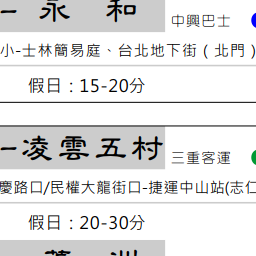 – 永 和 中興巴士
小-士林簡易庭、台北地下街（北門）
假日：15-20分
–凌雲五村 三重客運
慶路口/民權大龍街口-捷運中山站(志仁
假日：20-30分
蘆洲